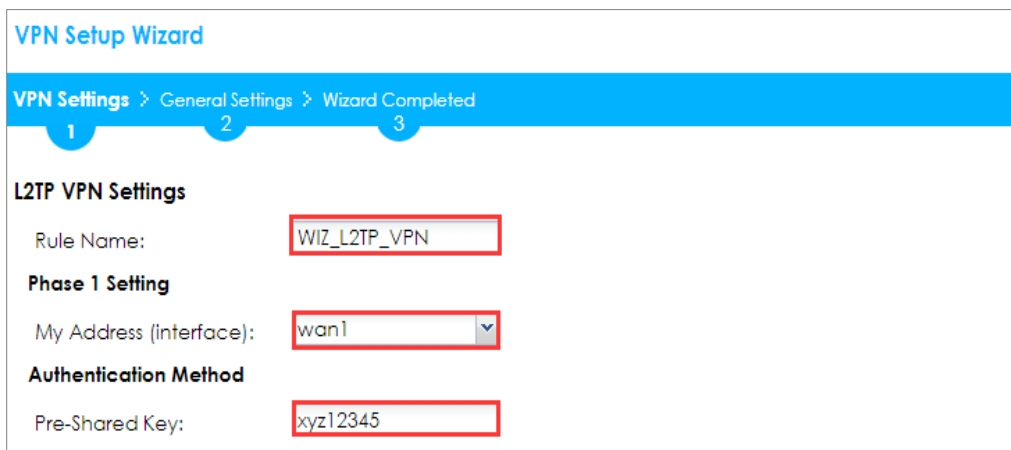 VPN Setup Wizard
VPN Settings > General Settings > Wizard Completed
1 2 3
L2TP VPN Settings
Rule Name: WIZ_L2TP_VPN
Phase 1 Setting
My Address (interface): wan1
Authentication Method
Pre-Shared Key: xyz12345